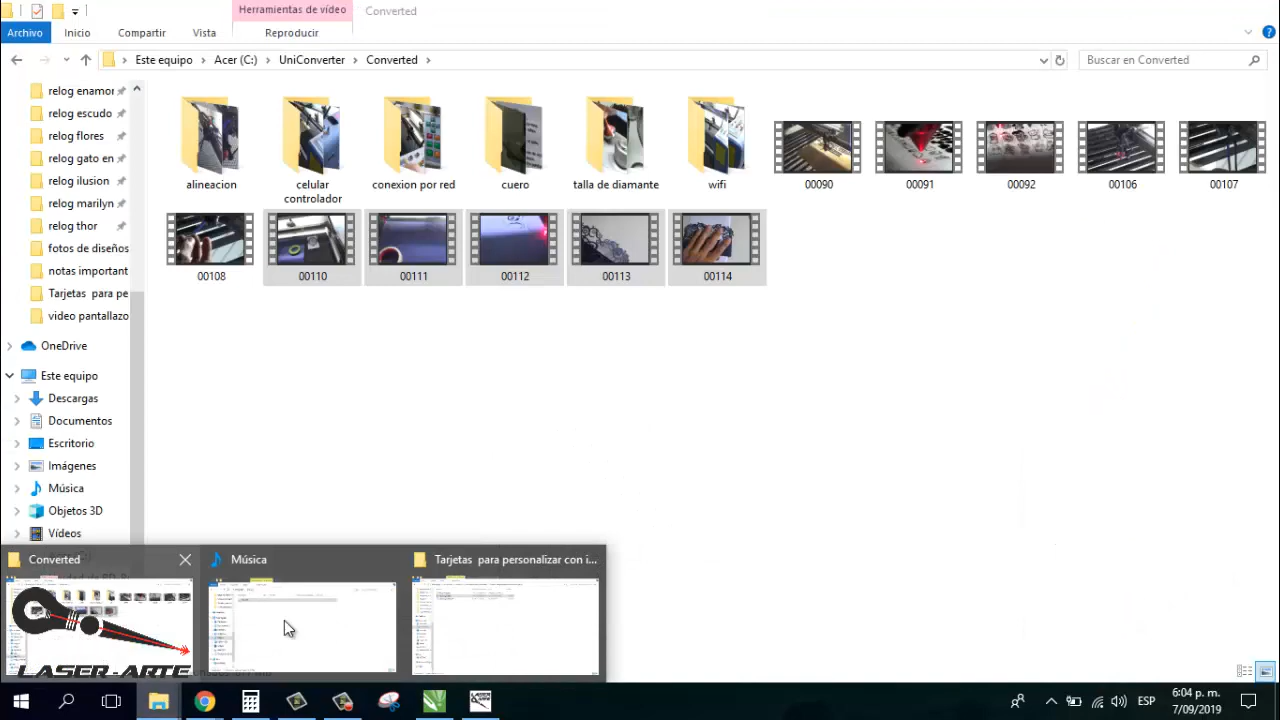 Herramientas de vídeo
Converted
Archivo
Inicio
Compartir
Vista
Reproducir
Este equipo
Acer (C:)
UniConverter
Converted
Buscar en Converted
relog enamor
relog escudo
relog flores
relog gato en
relog ilusion
relog marilyn
relog thor
fotos de diseños
notas important
Tarjetas para pe
video pantallazo
OneDrive
Este equipo
Descargas
Documentos
Escritorio
Imágenes
Música
Objetos 3D
Vídeos
alineacion
celular
controlador
conexion por red
cuero
talla de diamante
wifi
00090
00091
00092
00106
00107
00108
00110
00111
00112
00113
00114
Converted
Música
Tarjetas para personalizar con i...
LASER-ARTE
ESP
6:04 p. m.
7/09/2019